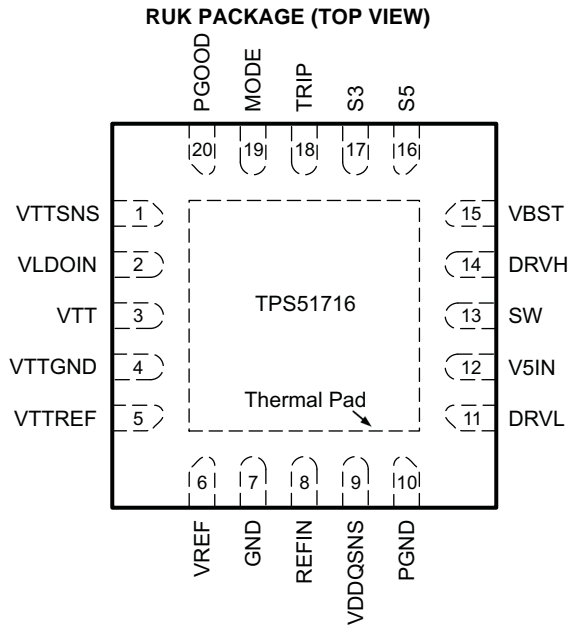 RUK PACKAGE (TOP VIEW)
PGOOD
MODE
TRIP
S3
S5
20
19
18
17
16
VTTSNS 1
VLDOIN 2
VTT 3
VTTGND 4
VTTREF 5
TPS51716
Thermal Pad
15 VBST
14 DRVH
13 SW
12 V5IN
11 DRVL
6
7
8
9
10
VREF
GND
REFIN
VDDQSNS
PGND